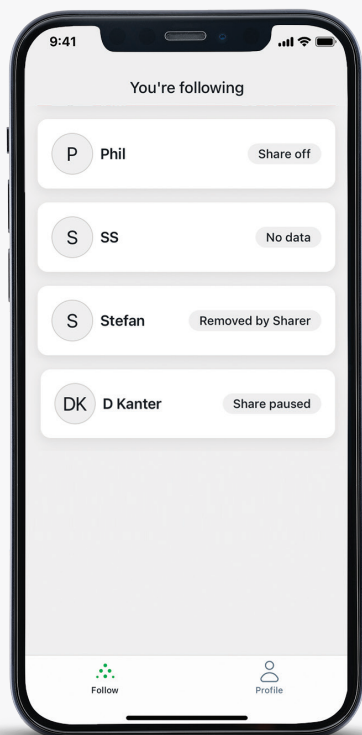 9:41
You're following
P Phil Share off
S SS No data
S Stefan Removed by Sharer
DK D Kanter Share paused
Follow Profile